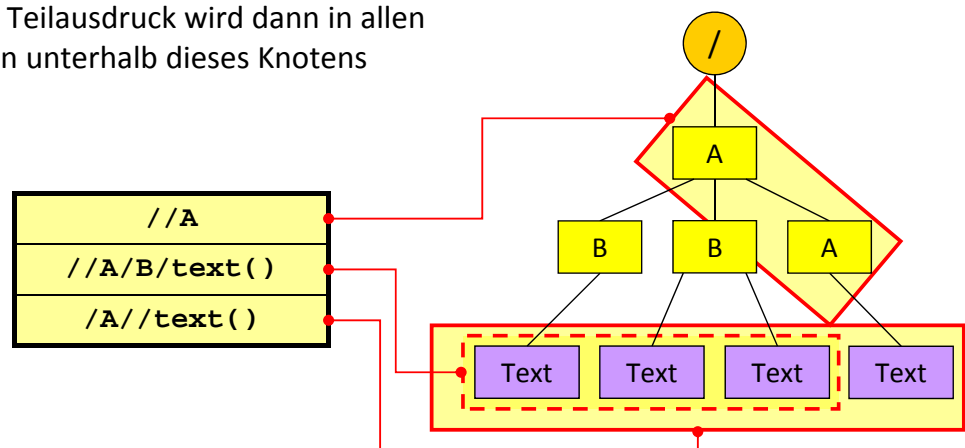 Teilausdruck wird dann in allen
n unterhalb dieses Knotens
/
A
//A
//A/B/text()
/A//text()
B B A
Text Text Text Text